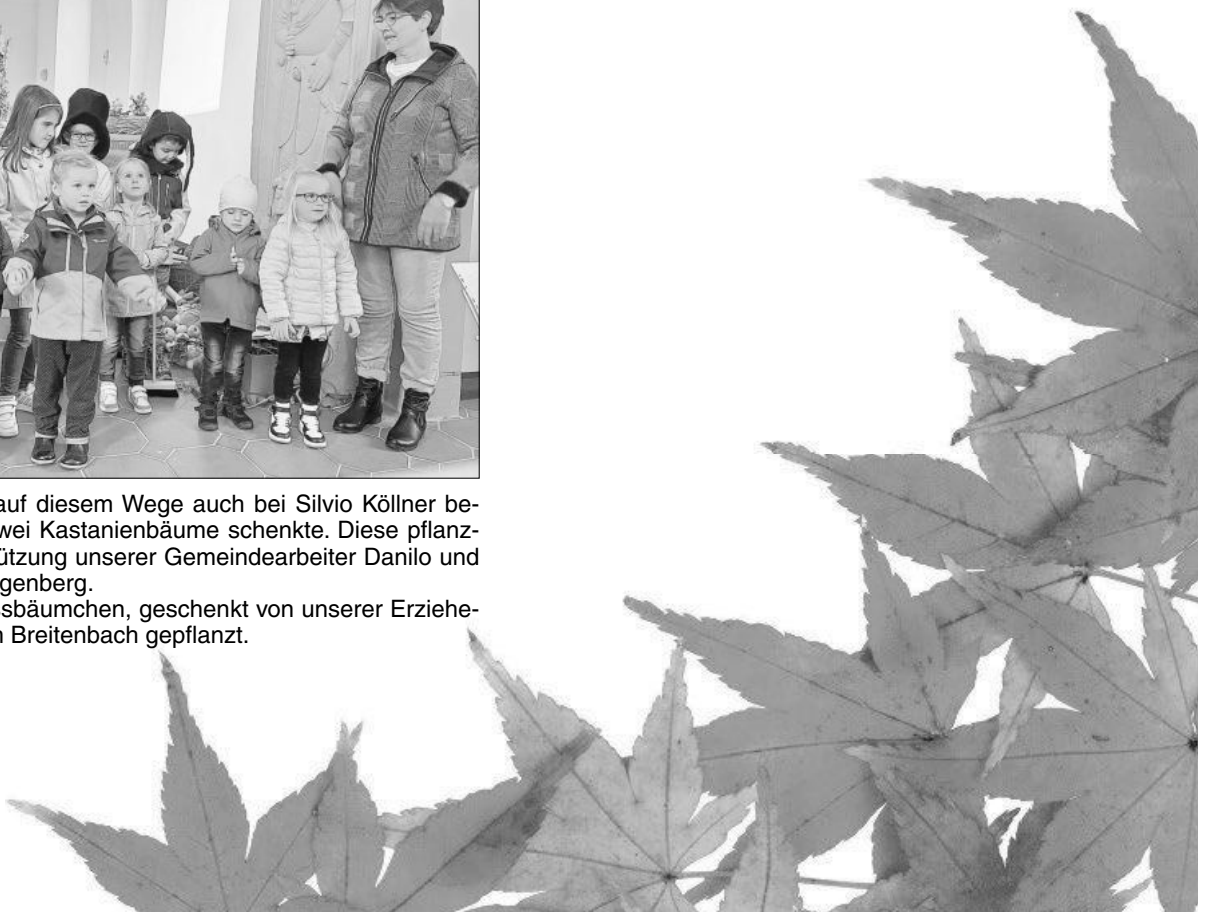 auf diesem Wege auch bei Silvio Köllner be-
wei Kastanienbäume schenkte. Diese pflanz-
ützung unserer Gemeindearbeiter Danilo und
genberg.
sbäumchen, geschenkt von unserer Erziehe-
n Breitenbach gepflanzt.